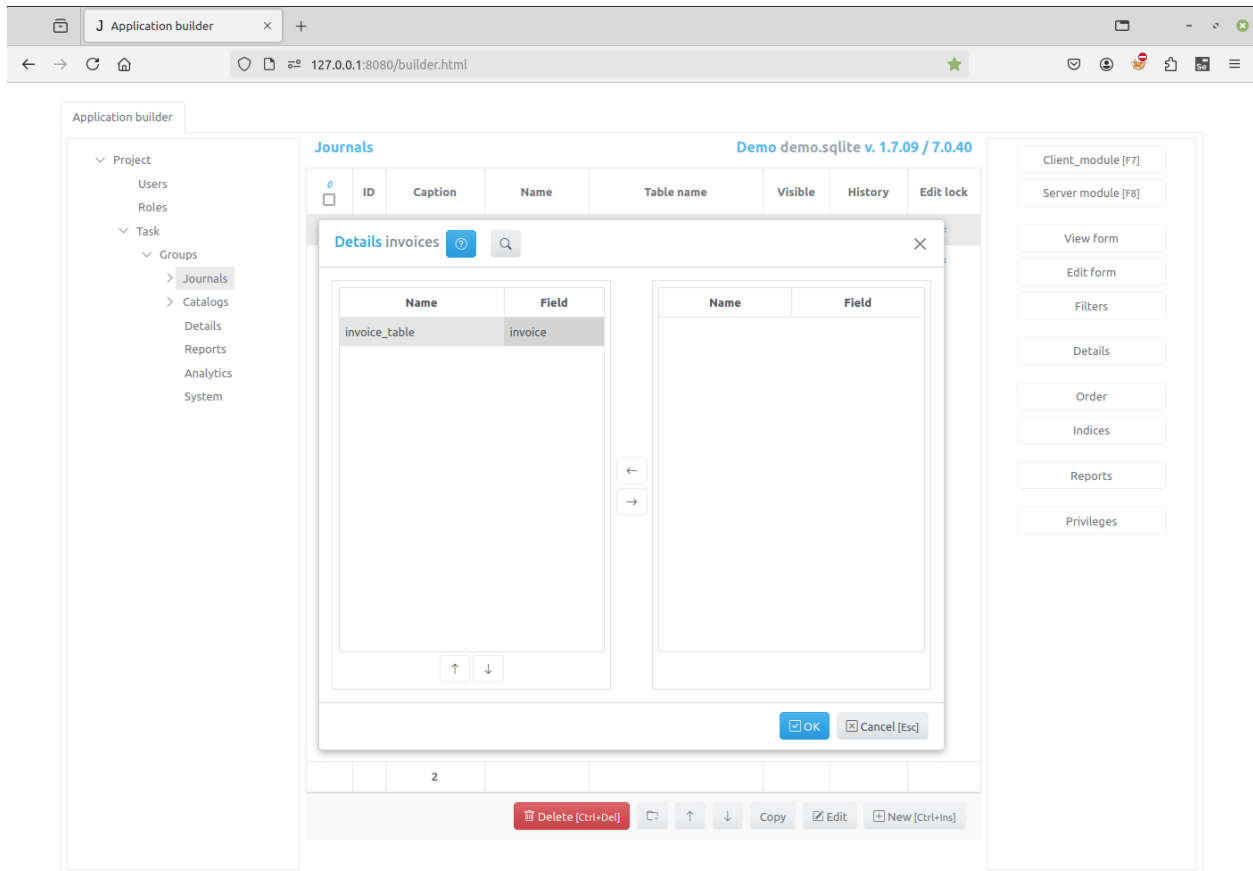 J Application builder
127.0.0.1:8080/builder.html
Se
Application builder
Project
Users
Roles
Task
Groups
Journals
Catalogs
Details
Reports
Analytics
System
Journals
Demo demo.sqlite v. 1.7.09 / 7.0.40
0
ID Caption Name Table name Visible History Edit lock
Details invoices
Name Field
invoice_table invoice
Name Field
OK
Cancel [Esc]
2
Delete [Ctrl+Del]
Copy
Edit
New [Ctrl+Ins]
Client_module [F7]
Server module [F8]
View form
Edit form
Filters
Details
Order
Indices
Reports
Privileges